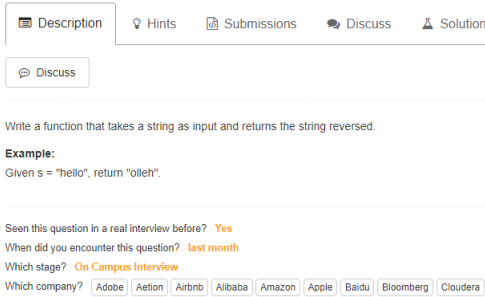 Description Hints Submissions Discuss Solution
Discuss
Write a function that takes a string as input and returns the string reversed.
Example:
Given s = "hello", return "olleh".
Seen this question in a real interview before? Yes
When did you encounter this question? last month
Which stage? On Campus Interview
Which company? Adobe Aetion Airbnb Alibaba Amazon Apple Baidu Bloomberg Cloudera